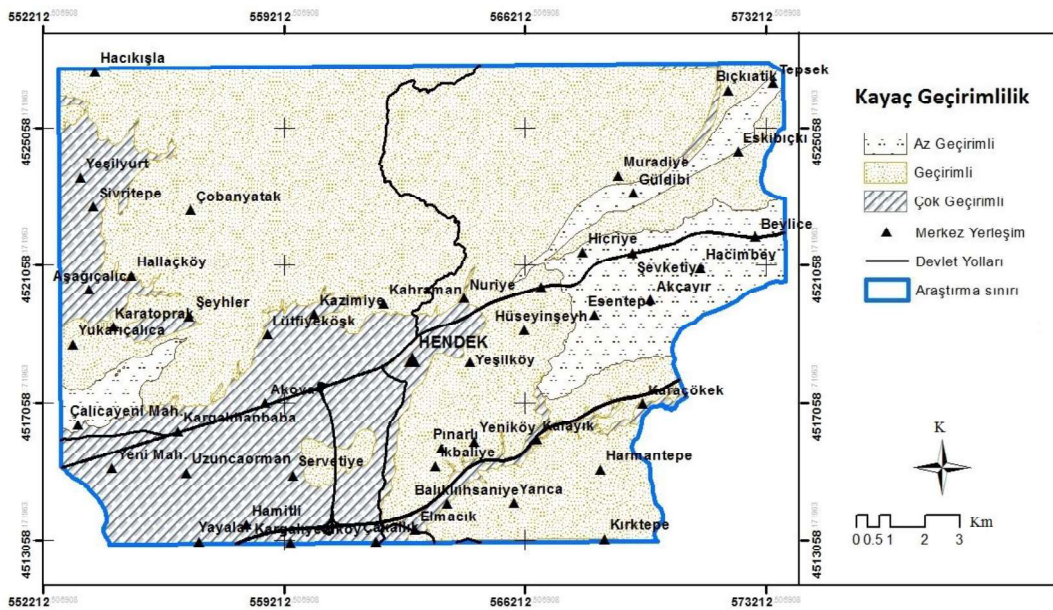 552212
559212
566212
573212
Hacıkışla
Bıçkıatik
Tepsek
Kayaç Geçirimlilik
4525058
4525058
Eskibıçkı
Az Geçirimli
Yeşilyurt
Muradiye
Güldibi
Geçirimli
Sivritepe
Çobanyatak
Çok Geçirimli
Beylice
Merkez Yerleşim
Hicriye
Hacimbey
Devlet Yolları
4521058
4521058
Hallaçköy
Şevketiy
Aşağıçalıc
Araştırma sınırı
Nuriye
Kahraman
Akçayır
Şeyhler
Kazimiye
Esentep
Karatoprak
Hüseyinşeyh
Lütfiyeköşk
Yukarıçalıca
HENDEK
Yeşilköy
Akova
Karaçökek
4517058
4517058
Çalıcayeni Mah.
Kargalıhanbaba
Yeniköy
Kalayık
K
Pınarlı
İkbaliye
Yeni Mah.
Uzuncaorman
Servetiye
Harmantepe
Balıklıihsaniye
Yarıca
Elmacık
Hamitli
Kırktepe
Yayalar
4513058
4513058
0 0.5 1 2 3
Km
552212
559212
566212
573212